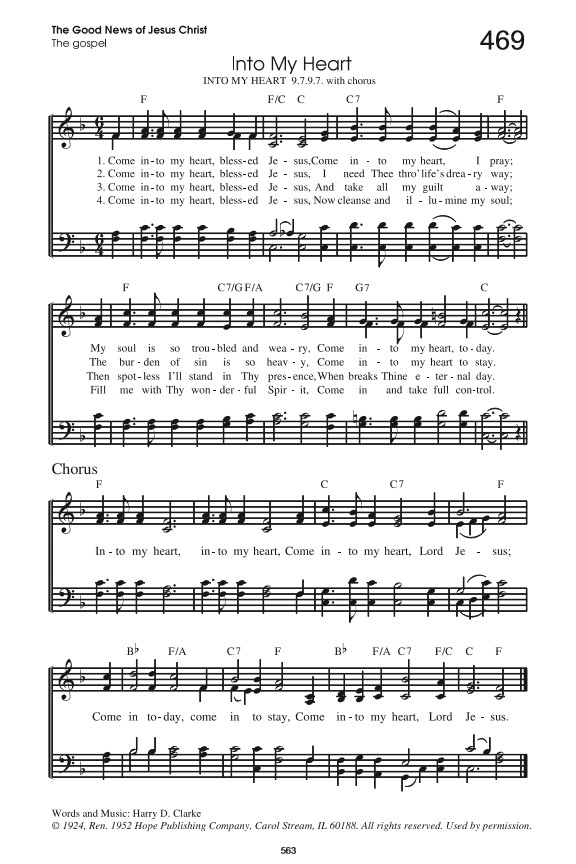 The Good News of Jesus Christ
The gospel
469
Into My Heart
INTO MY HEART 9.7.9.7. with chorus
F F/C C C7 F
1. Come in-to my heart, bless-ed Je - sus,Come in - to my heart, I pray;
2. Come in-to my heart, bless-ed Je - sus, I need Thee thro' life's drear-y way;
3. Come in-to my heart, bless-ed Je - sus, And take all my guilt a - way;
4. Come in-to my heart, bless-ed Je - sus, Now cleanse and il - lu-mine my soul;
F C7/G F/A C7/G F G7 C
My soul is so trou-bled and wea-ry, Come in - to my heart, to-day.
The bur-den of sin is so heav-y, Come in - to my heart to stay.
Then spot-less I'll stand in Thy pres-ence, When breaks Thine e-ter-nal day.
Fill me with Thy won-der-ful Spir-it, Come in and take full con-trol.
Chorus
F C C7 F
In-to my heart, in-to my heart, Come in - to my heart, Lord Je - sus;
C7 F B♭ F/A C7 F B♭ F/A C7 F/C C F
Come in to-day, come in to stay, Come in-to my heart, Lord Je - sus.
Words and Music: Harry D. Clarke
© 1924, Ren. 1952 Hope Publishing Company, Carol Stream, IL 60188. All rights reserved. Used by permission.
563